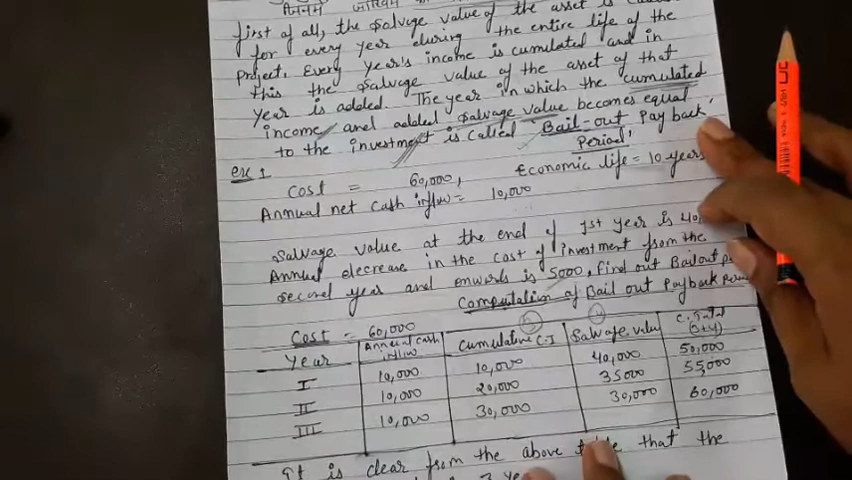 first of all, the salvage value of the asset is
for every year during the entire life of the
Project. Every year's income is cumulated and in
this the salvage value of the asset of that
year is added. The year in which the cumulated
income and added salvage value becomes equal
to the investment is called 'Bail-out Pay back
Period'
ex 1
Cost = 60,000, Economic life = 10 years
Annual net cash inflow = 10,000
Salvage value at the end of 1st year is
Annual decrease in the cost of investment from the
second year and onwards is 5000, find out Bailout
Computation of Bail out Payback
Cost = 60,000
Year Annual cash inflow Cumulative C.I Salvage value
I 10,000 10,000 40,000 50,000
II 10,000 20,000 35000 55,000
III 10,000 30,000 30,000 60,000
It is clear from the above table that the